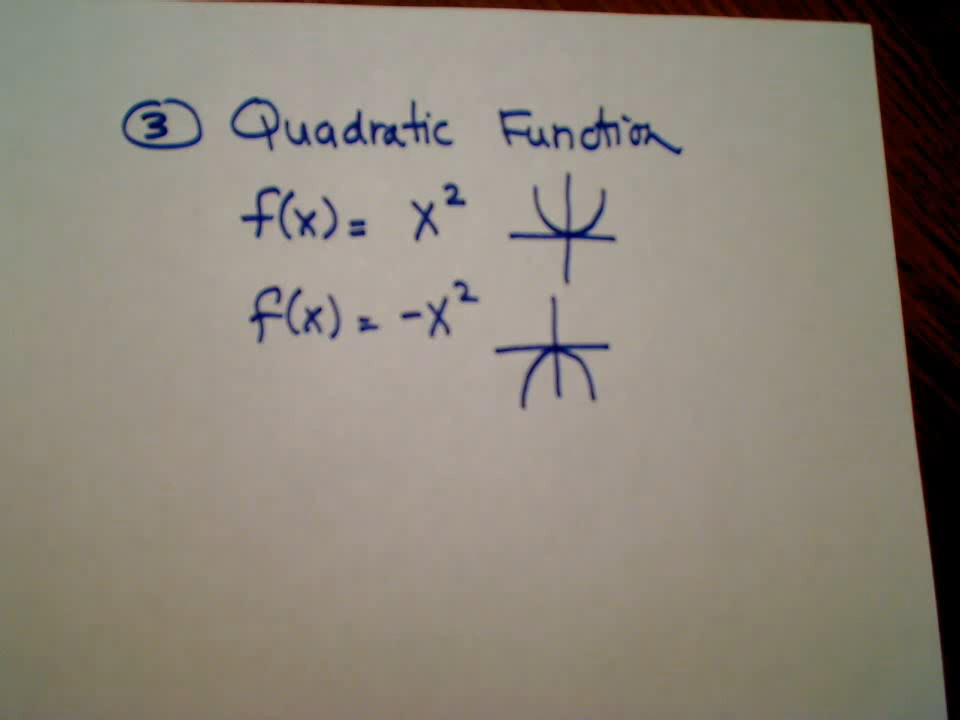 ③ Quadratic Function
f(x) = x²
f(x) = -x²